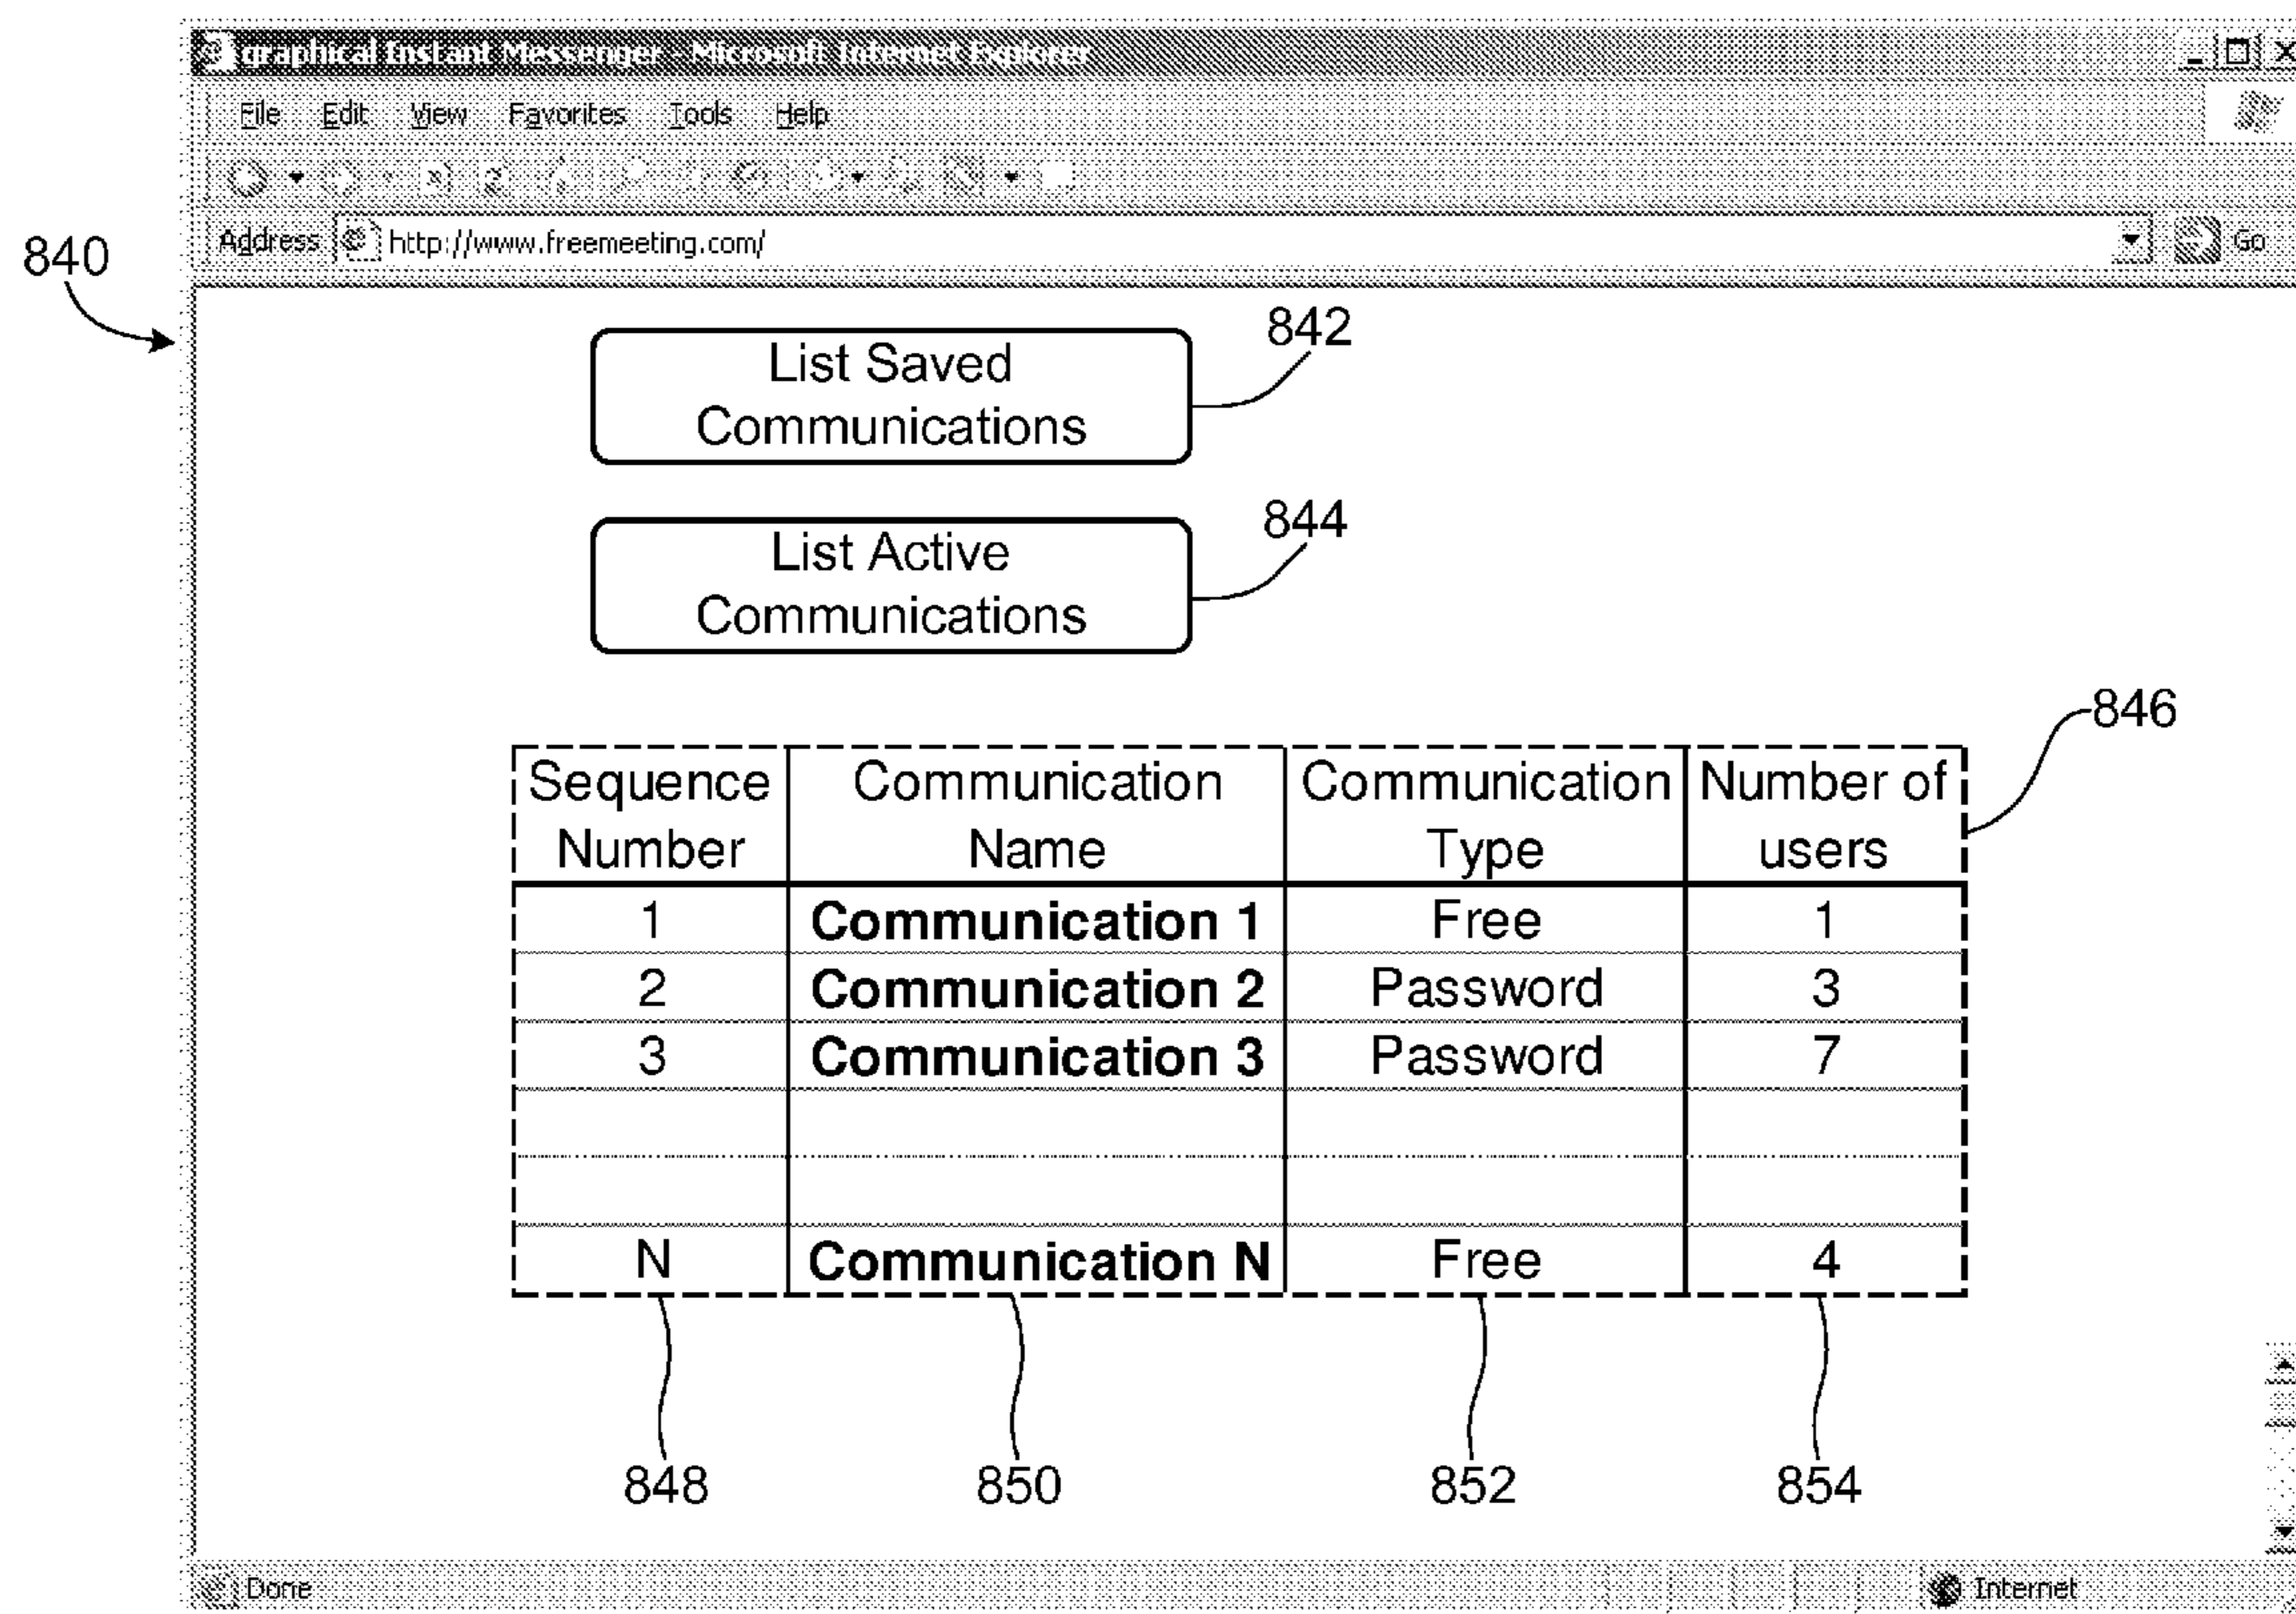 graphical Instant Messenger - Microsoft Internet Explorer
File Edit View Favorites Tools Help
Address http://www.freemeeting.com/ Go
840
List Saved
Communications
842
List Active
Communications
844
846
Sequence Communication Communication Number of
Number Name Type users
1 Communication 1 Free 1
2 Communication 2 Password 3
3 Communication 3 Password 7
N Communication N Free 4
848 850 852 854
Done Internet